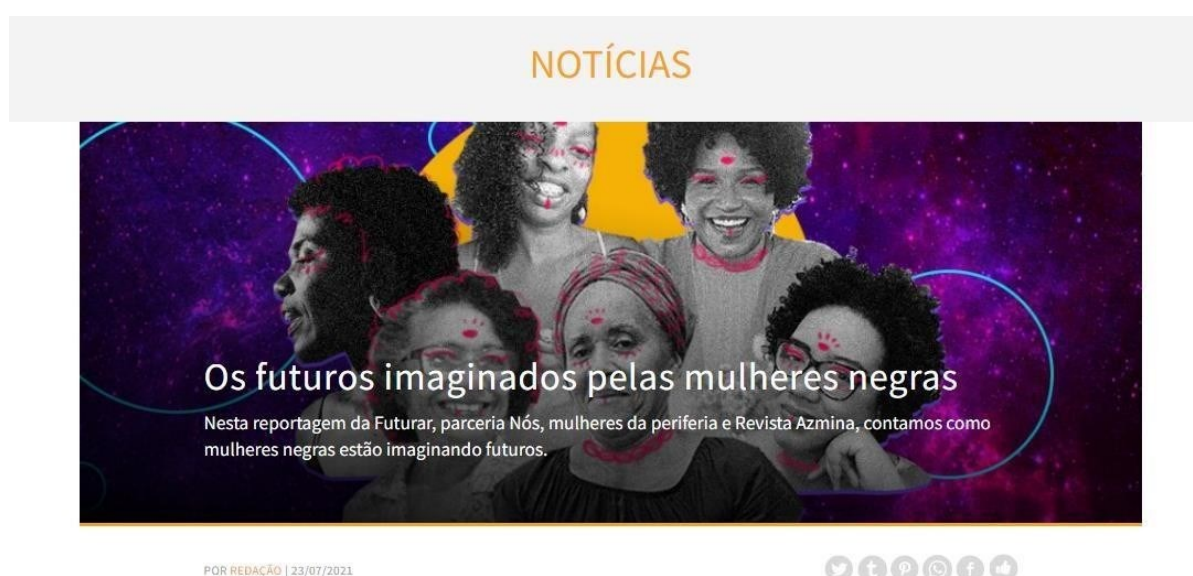 NOTÍCIAS
Os futuros imaginados pelas mulheres negras
Nesta reportagem da Futurar, parceria Nós, mulheres da periferia e Revista Azmina, contamos como
mulheres negras estão imaginando futuros.
POR REDAÇÃO | 23/07/2021